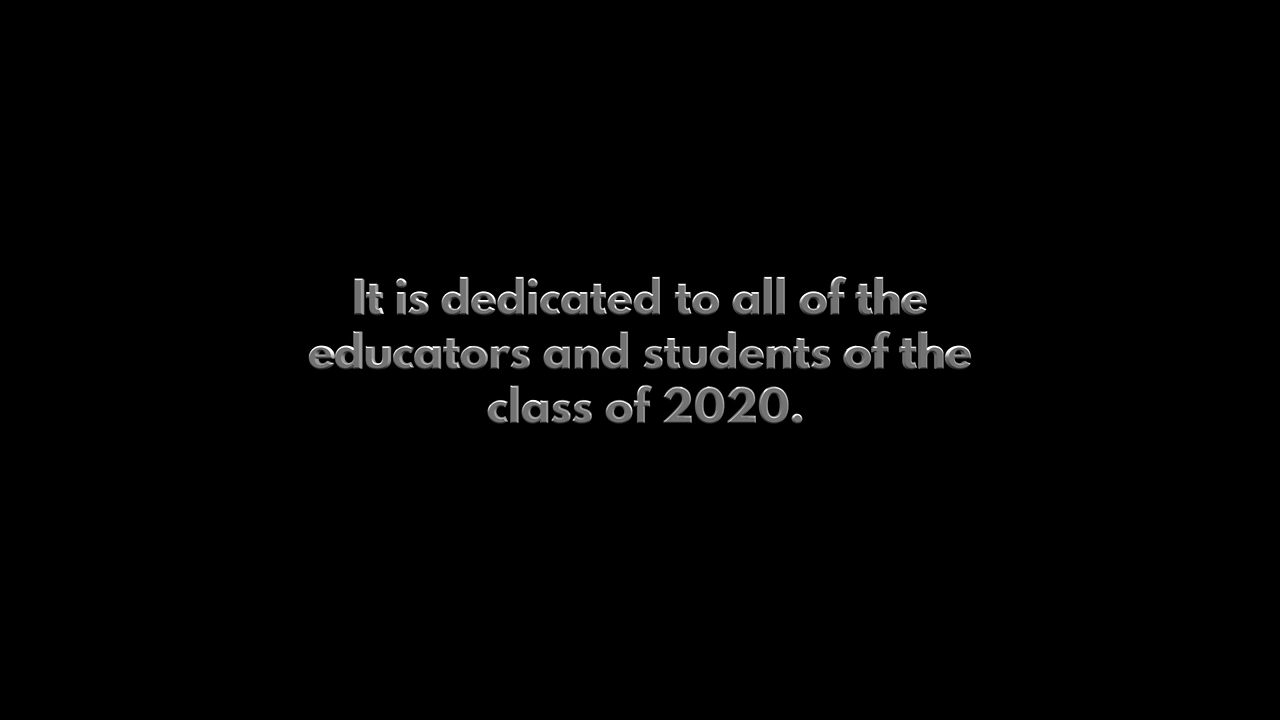 It is dedicated to all of the
educators and students of the
class of 2020.